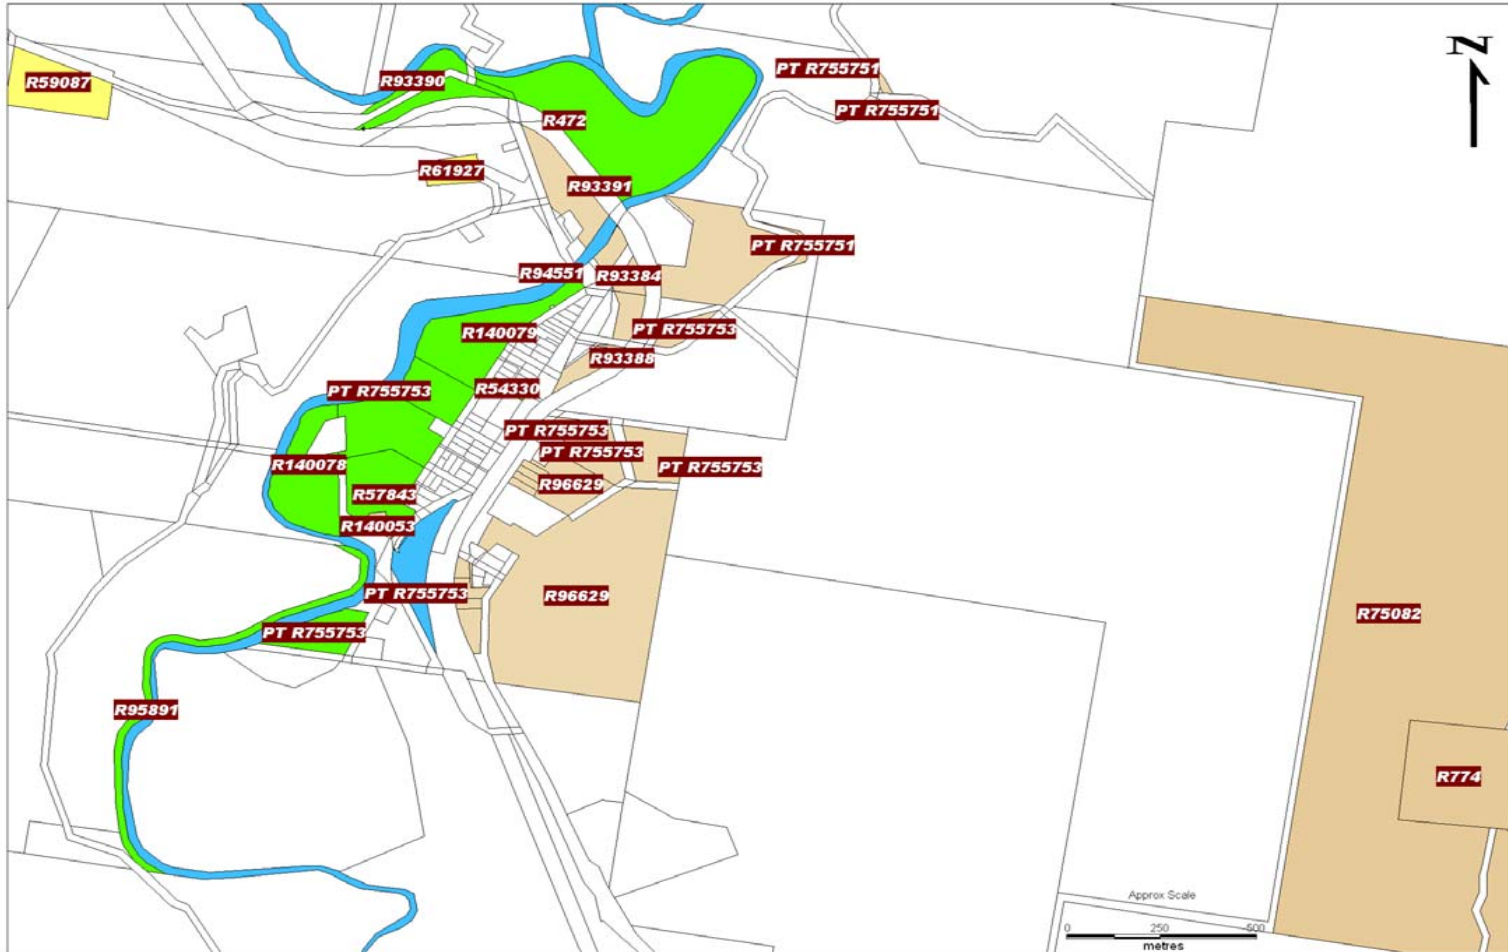 N
PT R755751
R59087
R93390
PT R755751
R472
R61927
R93391
PT R755751
R94551
R93384
PT R755753
R140079
R93388
R54330
PT R755753
PT R755753
PT R755753
R140078
PT R755753
R96629
R57843
R140053
PT R755753
R96629
R75082
PT R755753
R95891
R774
Approx Scale
0 250 500
metres